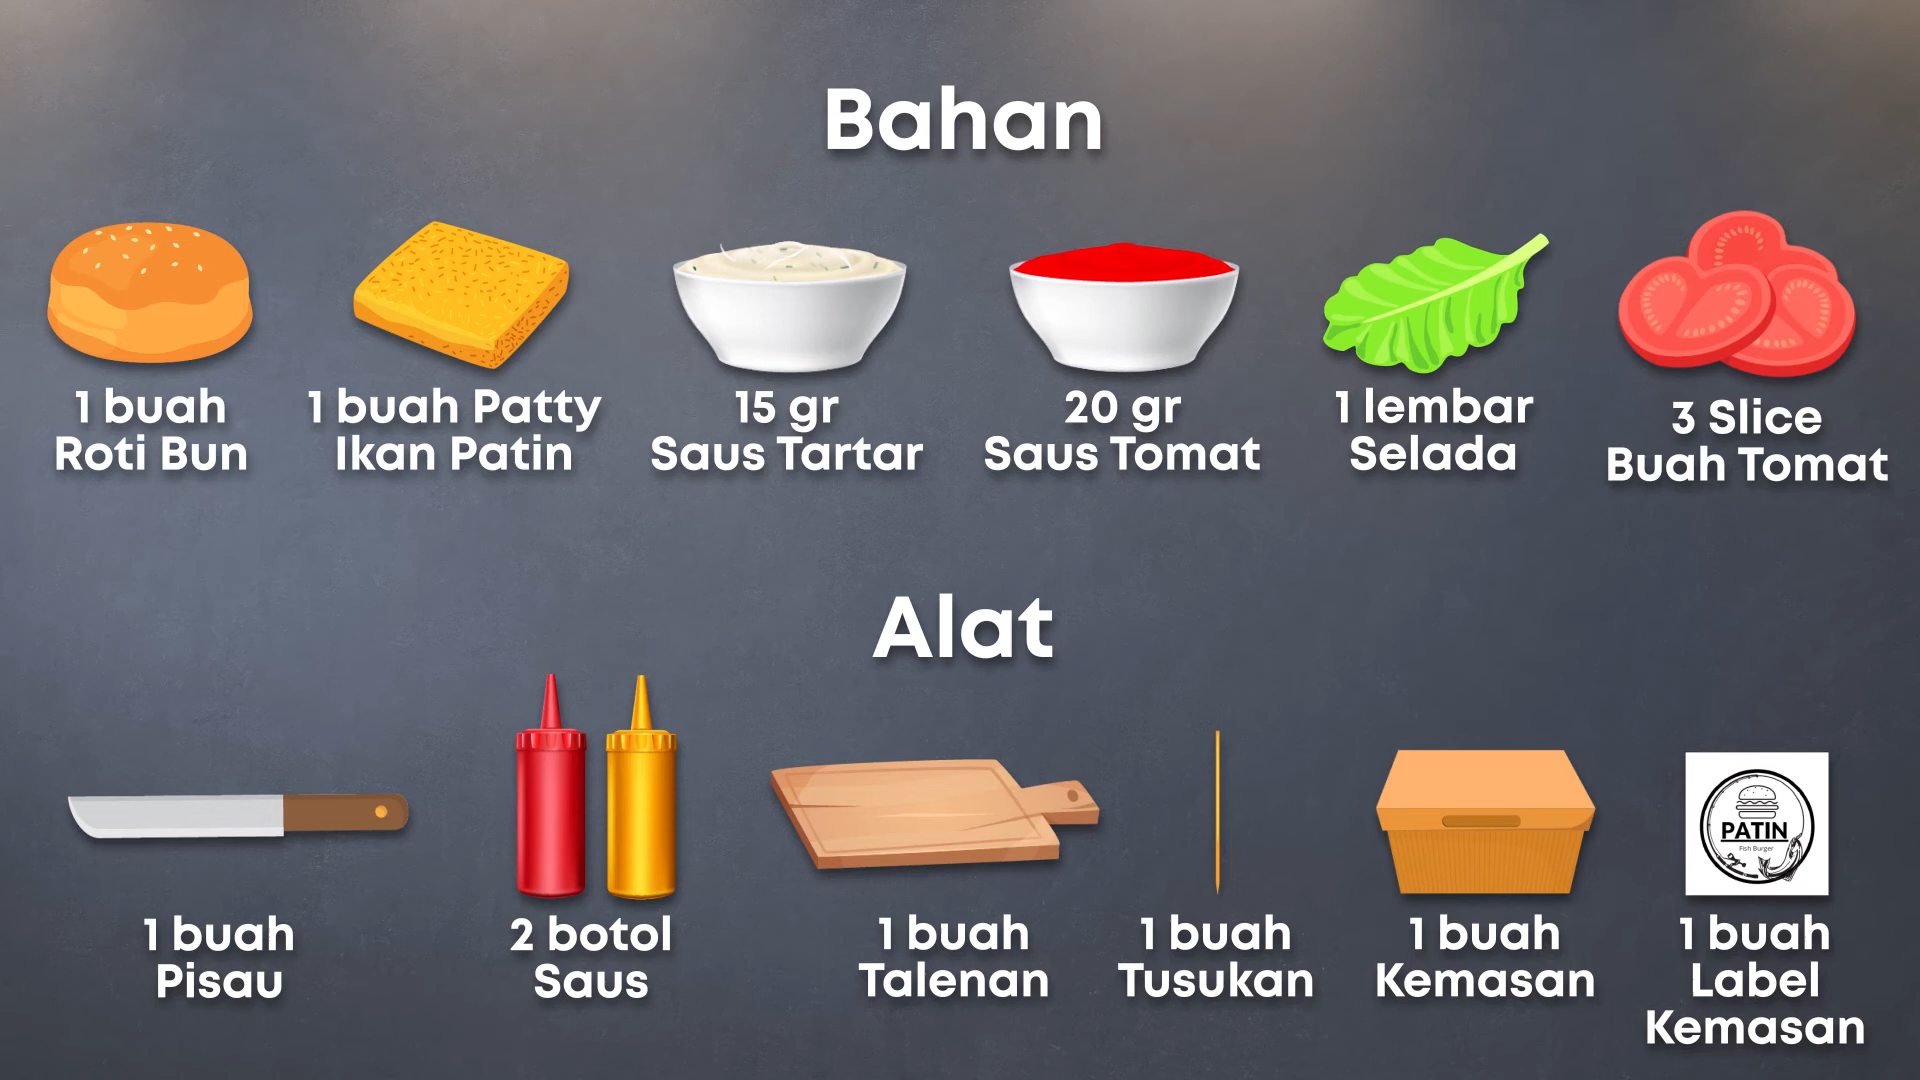 Bahan
1 buah
Roti Bun
1 buah Patty
Ikan Patin
15 gr
Saus Tartar
20 gr
Saus Tomat
1 lembar
Selada
3 Slice
Buah Tomat
Alat
1 buah
Pisau
2 botol
Saus
1 buah
Talenan
1 buah
Tusukan
1 buah
Kemasan
PATIN
Fish Burger
1 buah
Label
Kemasan